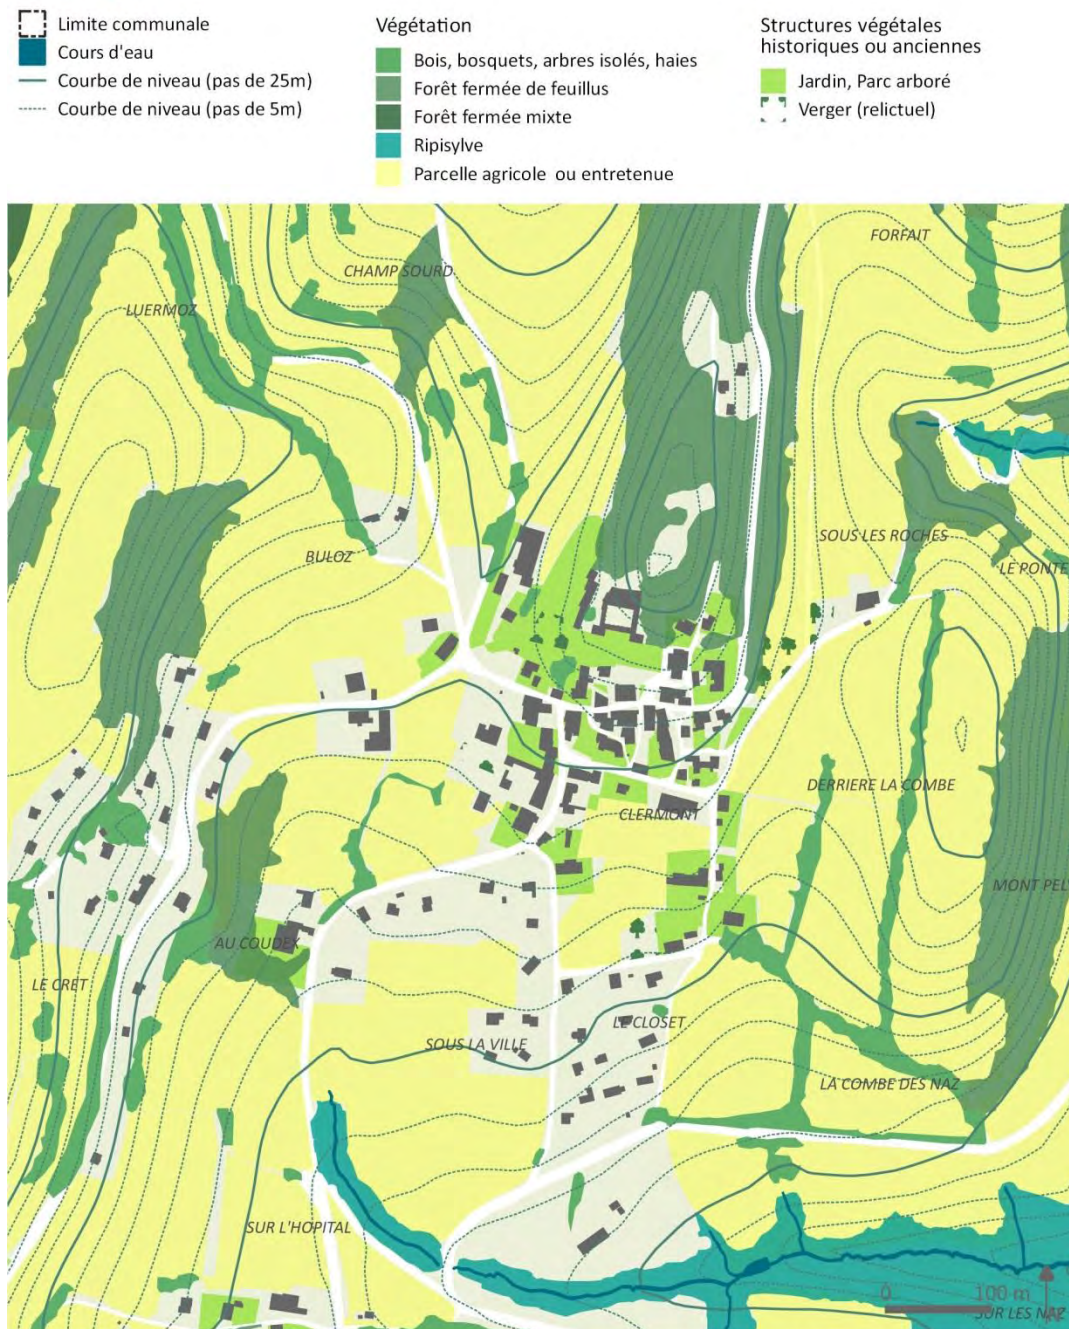 Limite communale
Cours d'eau
Courbe de niveau (pas de 25m)
Courbe de niveau (pas de 5m)
Végétation
Bois, bosquets, arbres isolés, haies
Forêt fermée de feuillus
Forêt fermée mixte
Ripisylve
Parcelle agricole ou entretenue
Structures végétales
historiques ou anciennes
Jardin, Parc arboré
Verger (relictuel)
FORFAIT
CHAMP SOURD
LUERMOZ
SOUS LES ROCHES
BULOZ
LE PONTE
DERRIERE LA COMBE
CLERMONT
MONT PEL
AU COUDEX
LE CRET
LE CLOSET
SOUS LA VILLE
LA COMBE DES NAZ
SUR L'HOPITAL
0 100 m
SUR LES NAZ